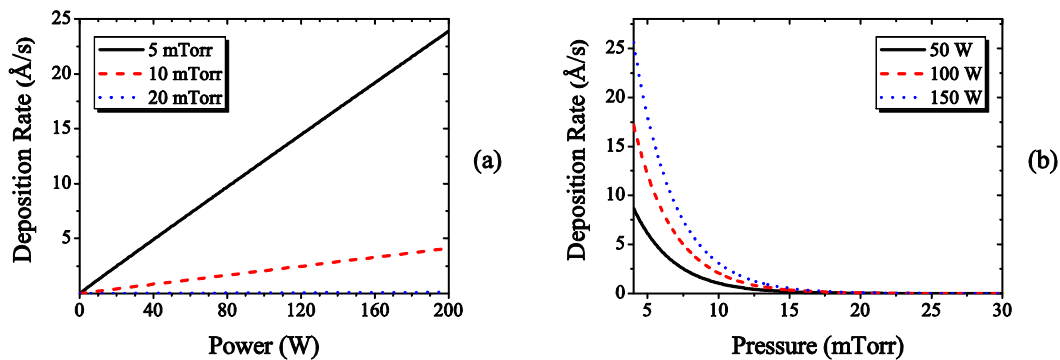 25
20
15
10
5
0
40
80
120
160
200
Deposition Rate (Å/s)
Power (W)
5 mTorr
10 mTorr
20 mTorr
(a)
25
20
15
10
5
0
5
10
15
20
25
30
Deposition Rate (Å/s)
Pressure (mTorr)
50 W
100 W
150 W
(b)